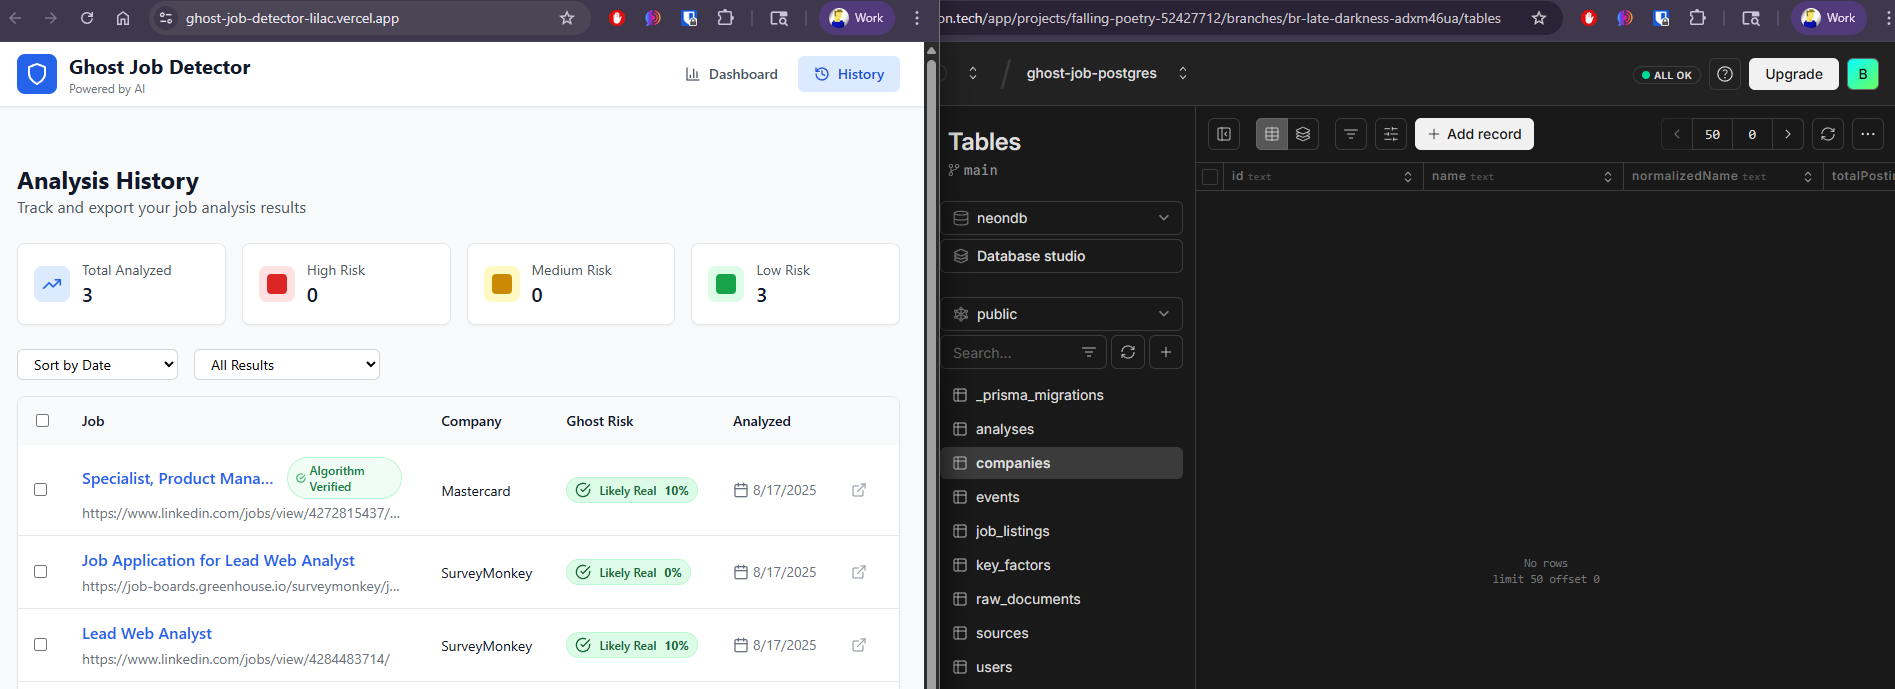 ghost-job-detector-lilac.vercel.app
Work
on.tech/app/projects/falling-poetry-52427712/branches/br-late-darkness-adxm46ua/tables
Work
Ghost Job Detector
Powered by AI
Dashboard
History
Analysis History
Track and export your job analysis results
Total Analyzed
3
High Risk
0
Medium Risk
0
Low Risk
3
Sort by Date
All Results
Job
Company
Ghost Risk
Analyzed
Specialist, Product Mana...
Algorithm
Verified
https://www.linkedin.com/jobs/view/4272815437/...
Mastercard
Likely Real 10%
8/17/2025
Job Application for Lead Web Analyst
https://job-boards.greenhouse.io/surveymonkey/j...
SurveyMonkey
Likely Real 0%
8/17/2025
Lead Web Analyst
https://www.linkedin.com/jobs/view/4284483714/
SurveyMonkey
Likely Real 10%
8/17/2025
/
ghost-job-postgres
ALL OK
Upgrade
B
Tables
main
neondb
Database studio
public
Search...
_prisma_migrations
analyses
companies
events
job_listings
key_factors
raw_documents
sources
users
+ Add record
50
0
id text
name text
normalizedName text
totalPostin
No rows
limit 50 offset 0